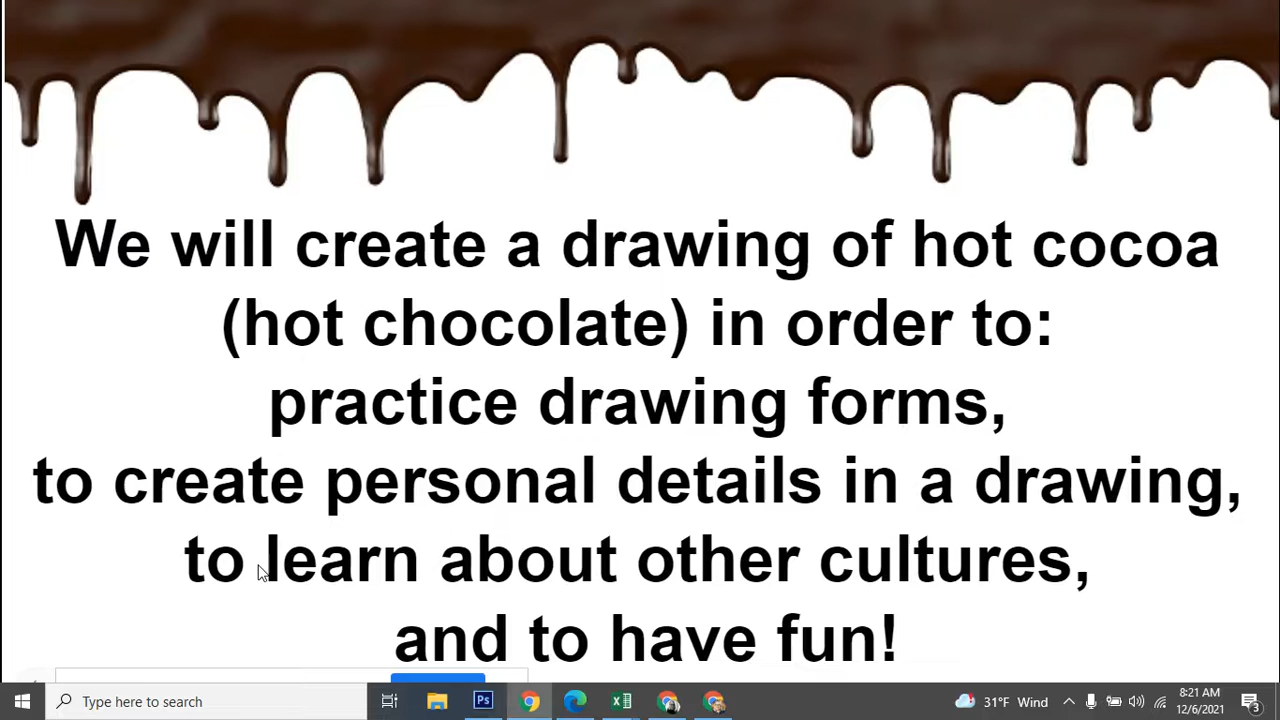 We will create a drawing of hot cocoa
(hot chocolate) in order to:
practice drawing forms,
to create personal details in a drawing,
to learn about other cultures,
and to have fun!
Type here to search
Ps
31°F Wind
8:21 AM
12/6/2021
3